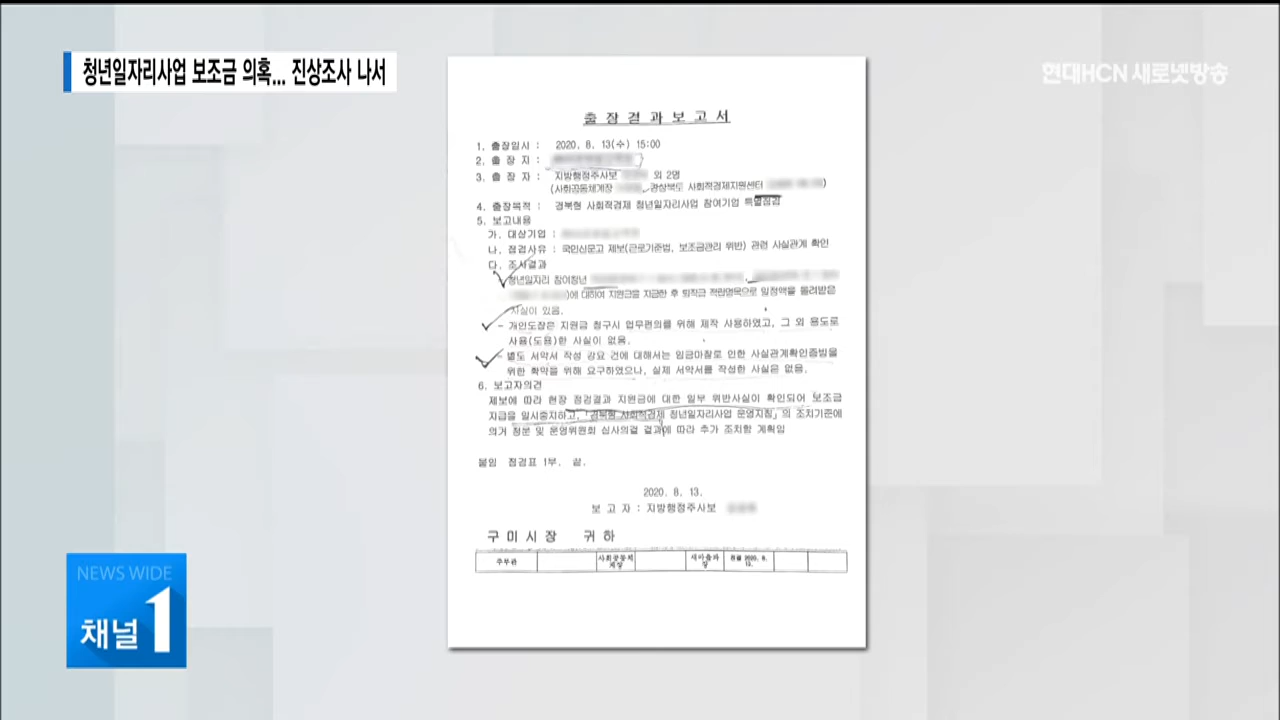 청년일자리사업 보조금 의혹... 진상조사 나서
현대HCN 새로넷방송
출 장 결 과 보 고 서
1. 출장일시 : 2020. 8. 13(수) 15:00
2. 출 장 지 :
3. 출 장 자 : 지방행정주사보 외 2명
(사회공동체계장 , 경상북도 사회적경제지원센터 )
4. 출장목적 : 경북형 사회적경제 청년일자리사업 참여기업 특별점검
5. 보고내용
가. 대상기업 :
나. 점검사유 : 국민신문고 제보(근로기준법, 보조금관리 위반) 관련 사실관계 확인
다. 조사결과
청년일자리 참여청년
)에 대하여 지원금을 지급한 후 퇴직금 적립명목으로 일정액을 돌려받은
사실이 있음.
- 개인도장은 지원금 청구시 업무편의를 위해 제작 사용하였고, 그 외 용도로
사용(도용)한 사실이 없음.
- 별도 서약서 작성 강요 건에 대해서는 임금마찰로 인한 사실관계확인증빙을
위한 확약을 위해 요구하였으나, 실제 서약서를 작성한 사실은 없음.
6. 보고자의견
제보에 따라 현장 점검결과 지원금에 대한 일부 위반사실이 확인되어 보조금
지급을 일시중지하고, 「경북형 사회적경제 청년일자리사업 운영지침」의 조치기준에
의거 청문 및 운영위원회 심사의결 결과에 따라 추가 조치할 계획임
붙임 점검표 1부. 끝.
2020. 8. 13.
보 고 자 : 지방행정주사보
구 미 시 장 귀 하
주무관 사회공동체계장 새마을과장 전결 2020. 8. 13.
NEWS WIDE
채널 1